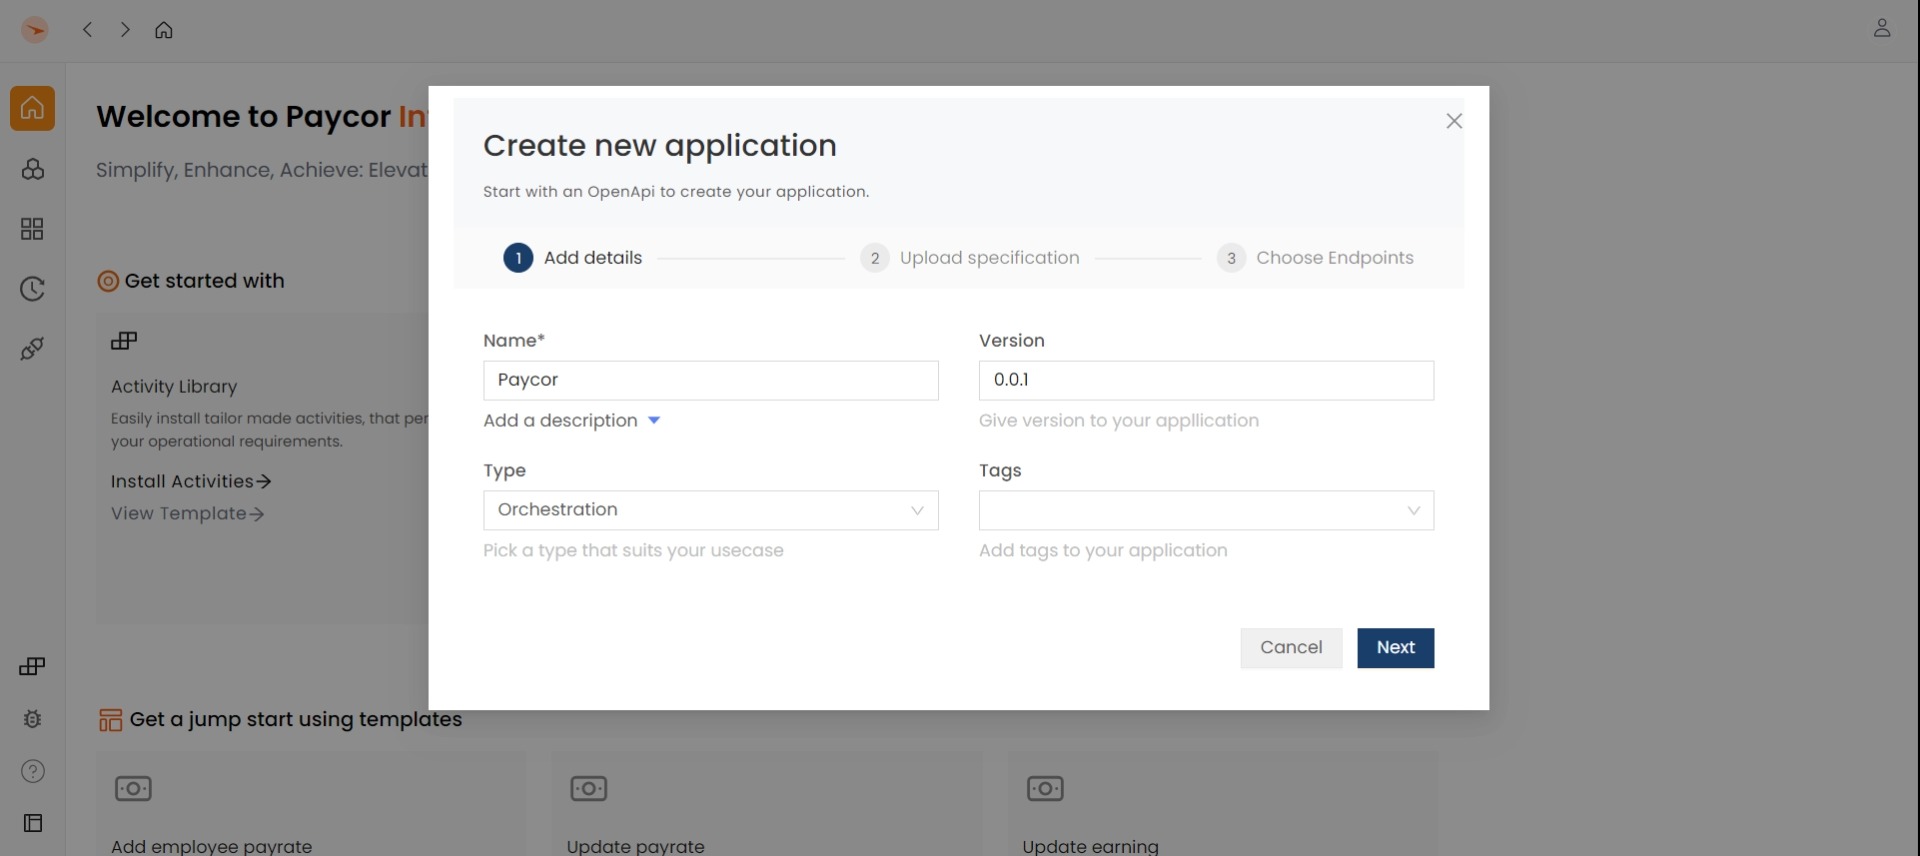 Welcome to Paycor In
Simplify, Enhance, Achieve: Elevat
Get started with
Activity Library
Easily install tailor made activities, that per
your operational requirements.
Install Activities
View Template
Create new application
Start with an OpenApi to create your application.
1 Add details
2 Upload specification
3 Choose Endpoints
Name*
Version
Paycor
0.0.1
Add a description
Give version to your appllication
Type
Tags
Orchestration
Pick a type that suits your usecase
Add tags to your application
Cancel
Next
Get a jump start using templates
Add employee payrate
Update payrate
Update earning